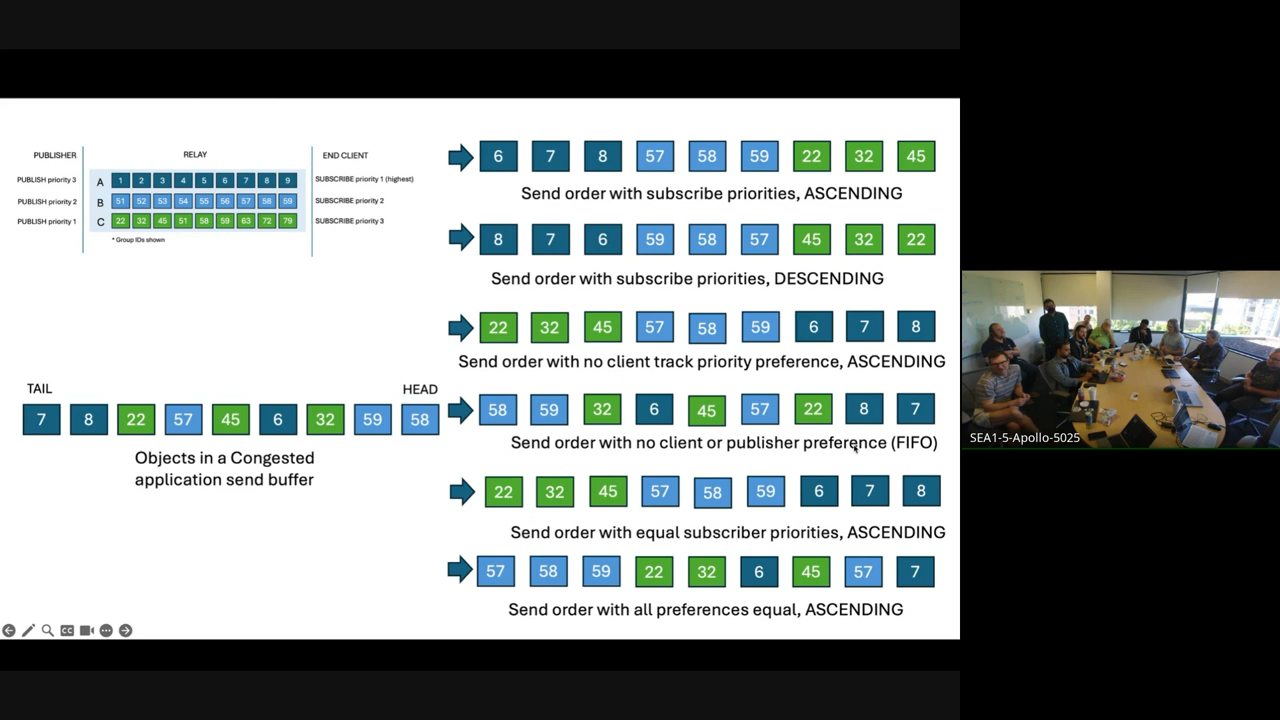 PUBLISHER RELAY END CLIENT
PUBLISH priority 3 A 1 2 3 4 5 6 7 8 9 SUBSCRIBE priority 1 (highest)
PUBLISH priority 2 B 51 52 53 54 55 56 57 58 59 SUBSCRIBE priority 2
PUBLISH priority 1 C 22 32 45 51 58 59 63 72 79 SUBSCRIBE priority 3
* Group IDs shown
TAIL HEAD
7 8 22 57 45 6 32 59 58
Objects in a Congested
application send buffer
6 7 8 57 58 59 22 32 45
Send order with subscribe priorities, ASCENDING
8 7 6 59 58 57 45 32 22
Send order with subscribe priorities, DESCENDING
22 32 45 57 58 59 6 7 8
Send order with no client track priority preference, ASCENDING
58 59 32 6 45 57 22 8 7
Send order with no client or publisher preference (FIFO)
22 32 45 57 58 59 6 7 8
Send order with equal subscriber priorities, ASCENDING
57 58 59 22 32 6 45 57 7
Send order with all preferences equal, ASCENDING
CC
SEA1-5-Apollo-5025